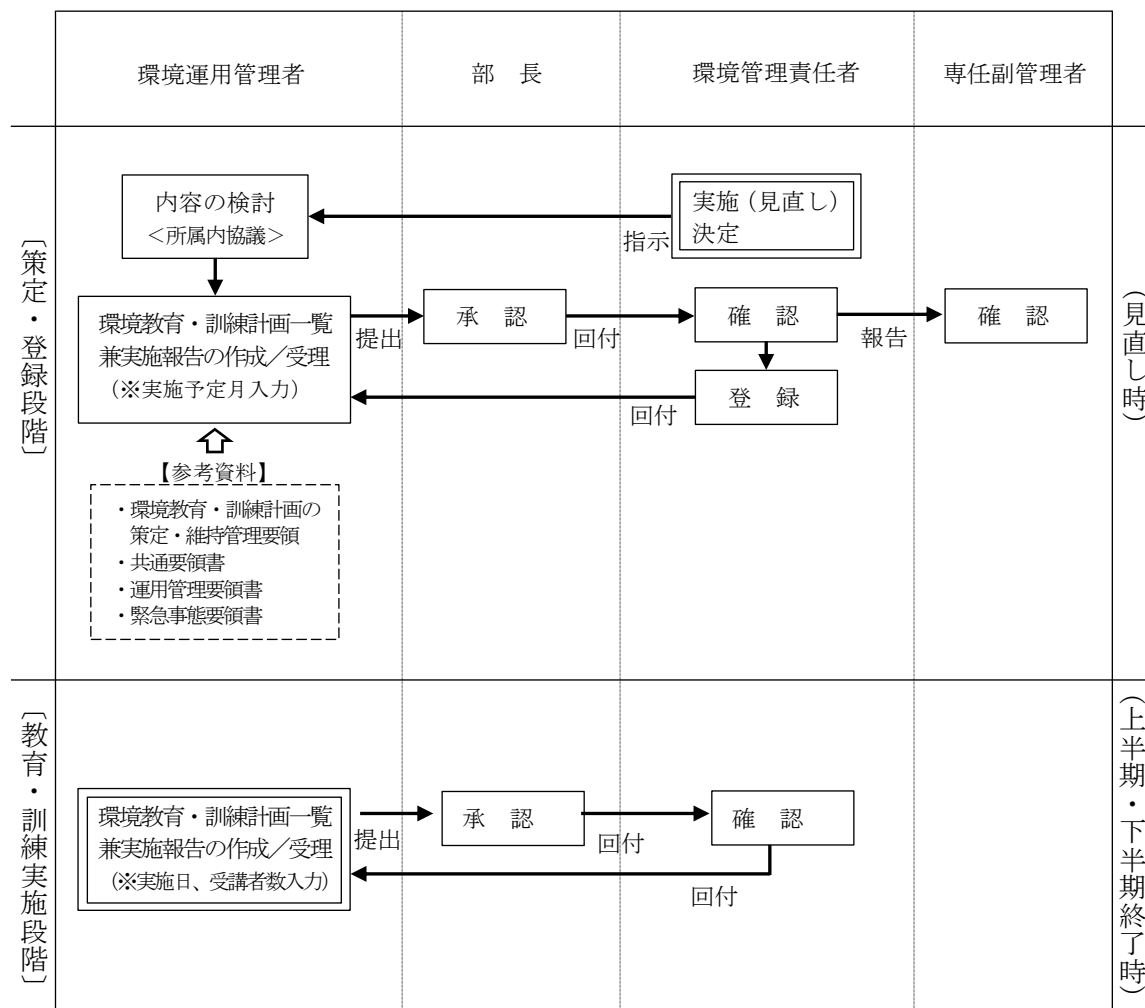 環境運用管理者
部　長
環境管理責任者
専任副管理者
〔策定・登録段階〕
内容の検討
＜所属内協議＞
実施（見直し）
決定
指示
環境教育・訓練計画一覧
兼実施報告の作成／受理
（※実施予定月入力）
提出
承　認
回付
確　認
報告
確　認
登　録
回付
（見直し時）
【参考資料】
・環境教育・訓練計画の
策定・維持管理要領
・共通要領書
・運用管理要領書
・緊急事態要領書
〔教育・訓練実施段階〕
環境教育・訓練計画一覧
兼実施報告の作成／受理
（※実施日、受講者数入力）
提出
承　認
回付
確　認
回付
（上半期・下半期終了時）